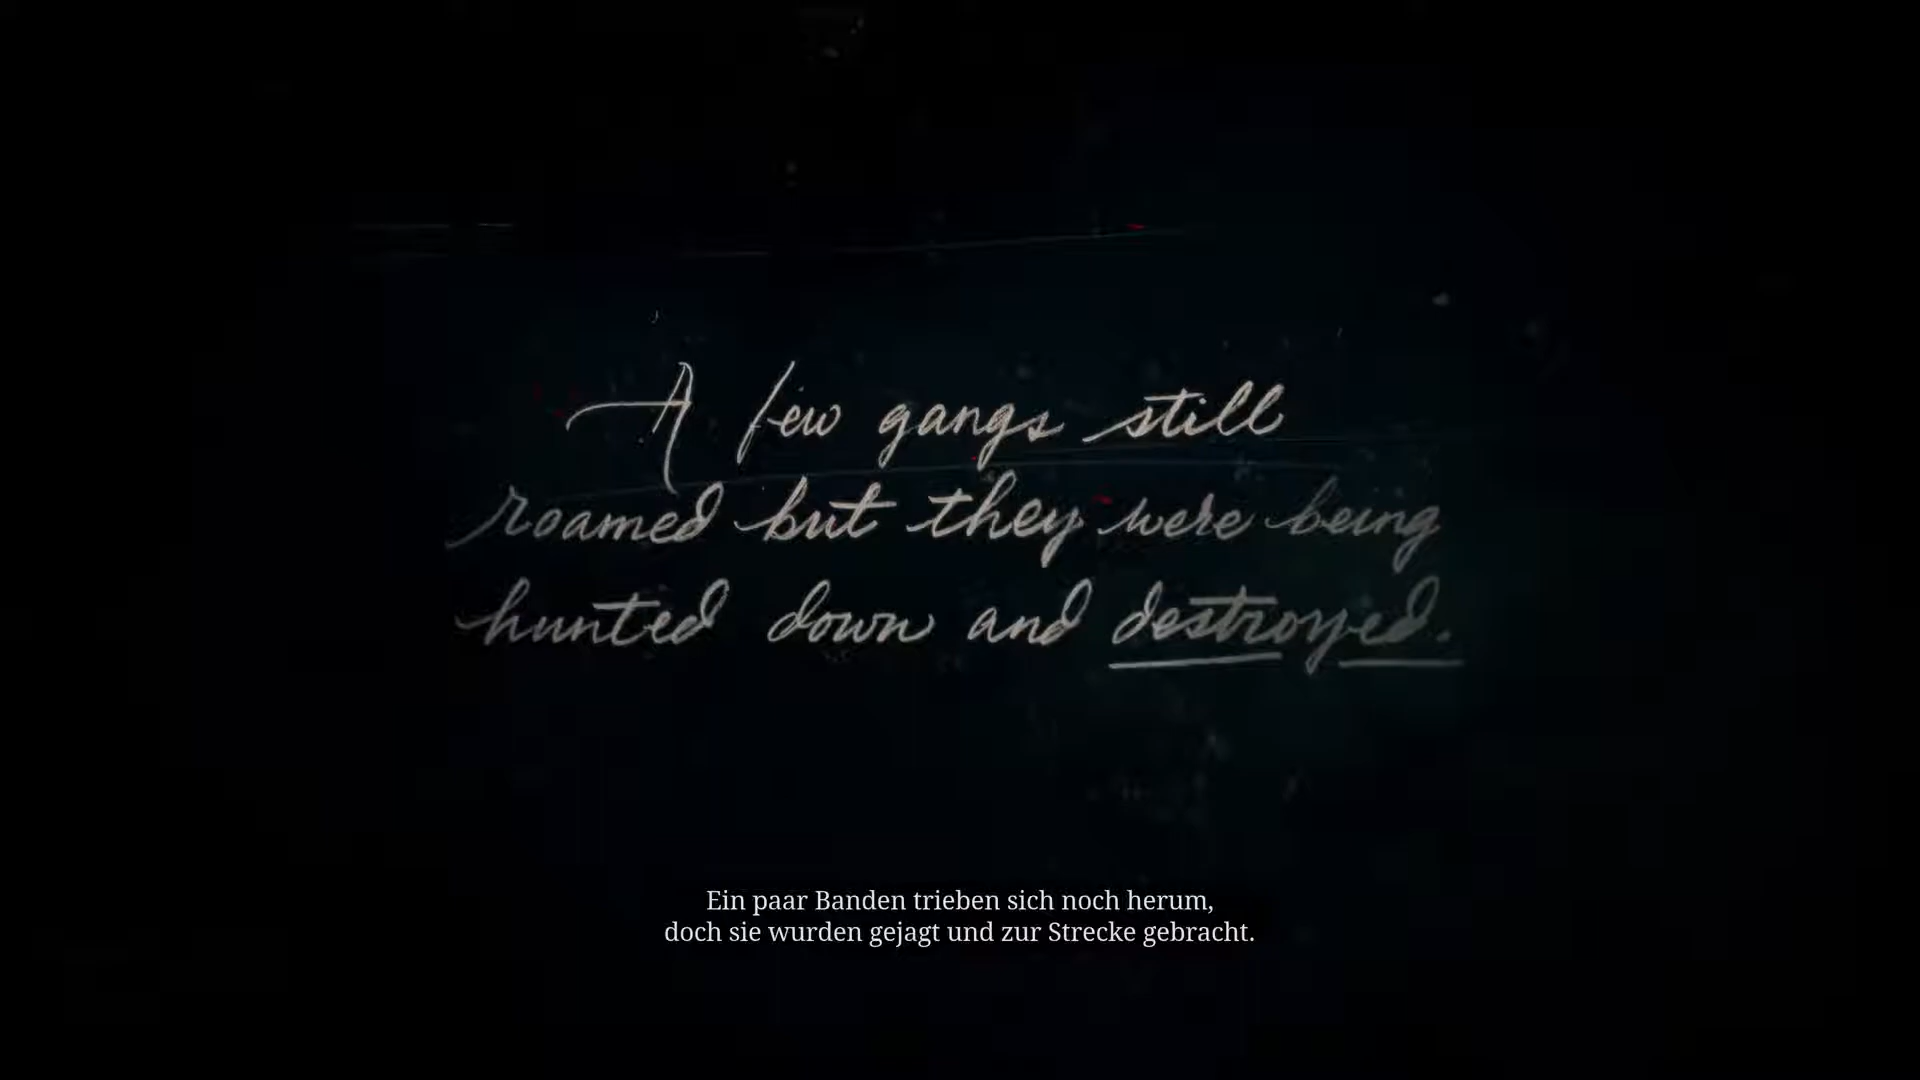 A few gangs still
roamed but they were being
hunted down and destroyed.
Ein paar Banden trieben sich noch herum,
doch sie wurden gejagt und zur Strecke gebracht.